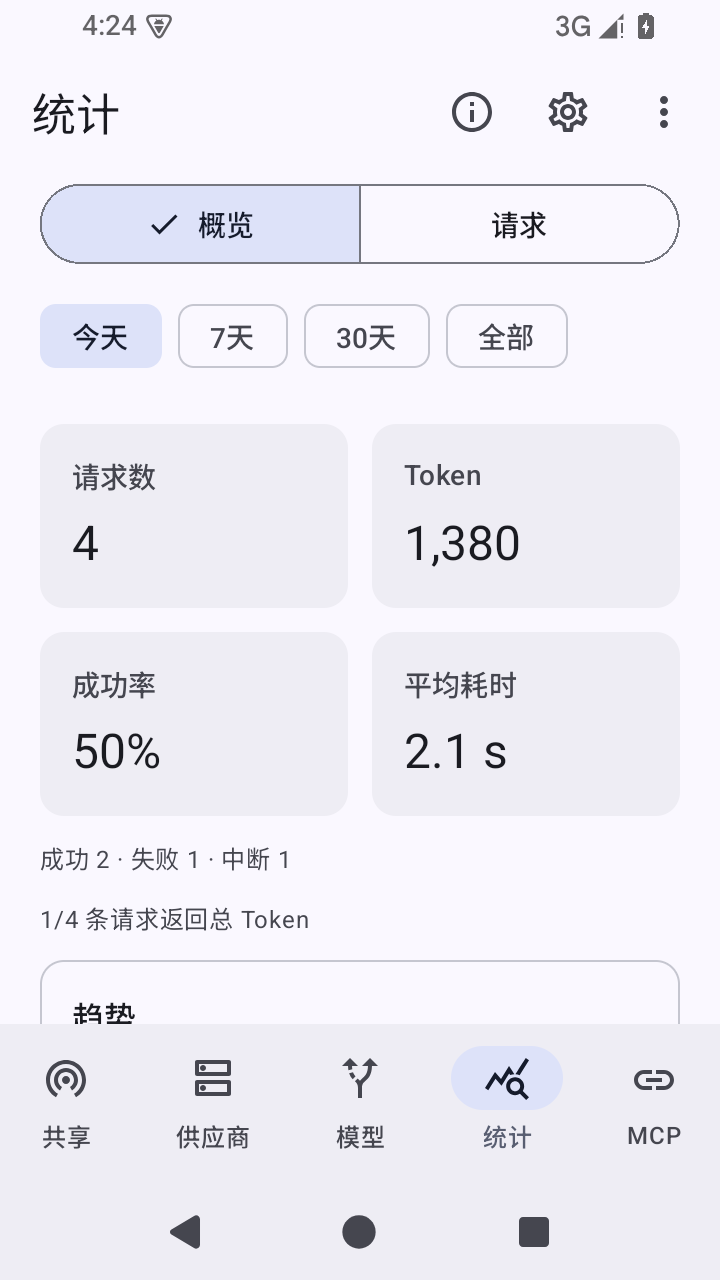 4:24 3G
统计
概览 请求
今天 7天 30天 全部
请求数 Token
4 1,380
成功率 平均耗时
50% 2.1 s
成功 2 · 失败 1 · 中断 1
1/4 条请求返回总 Token
趋势
共享 供应商 模型 统计 MCP